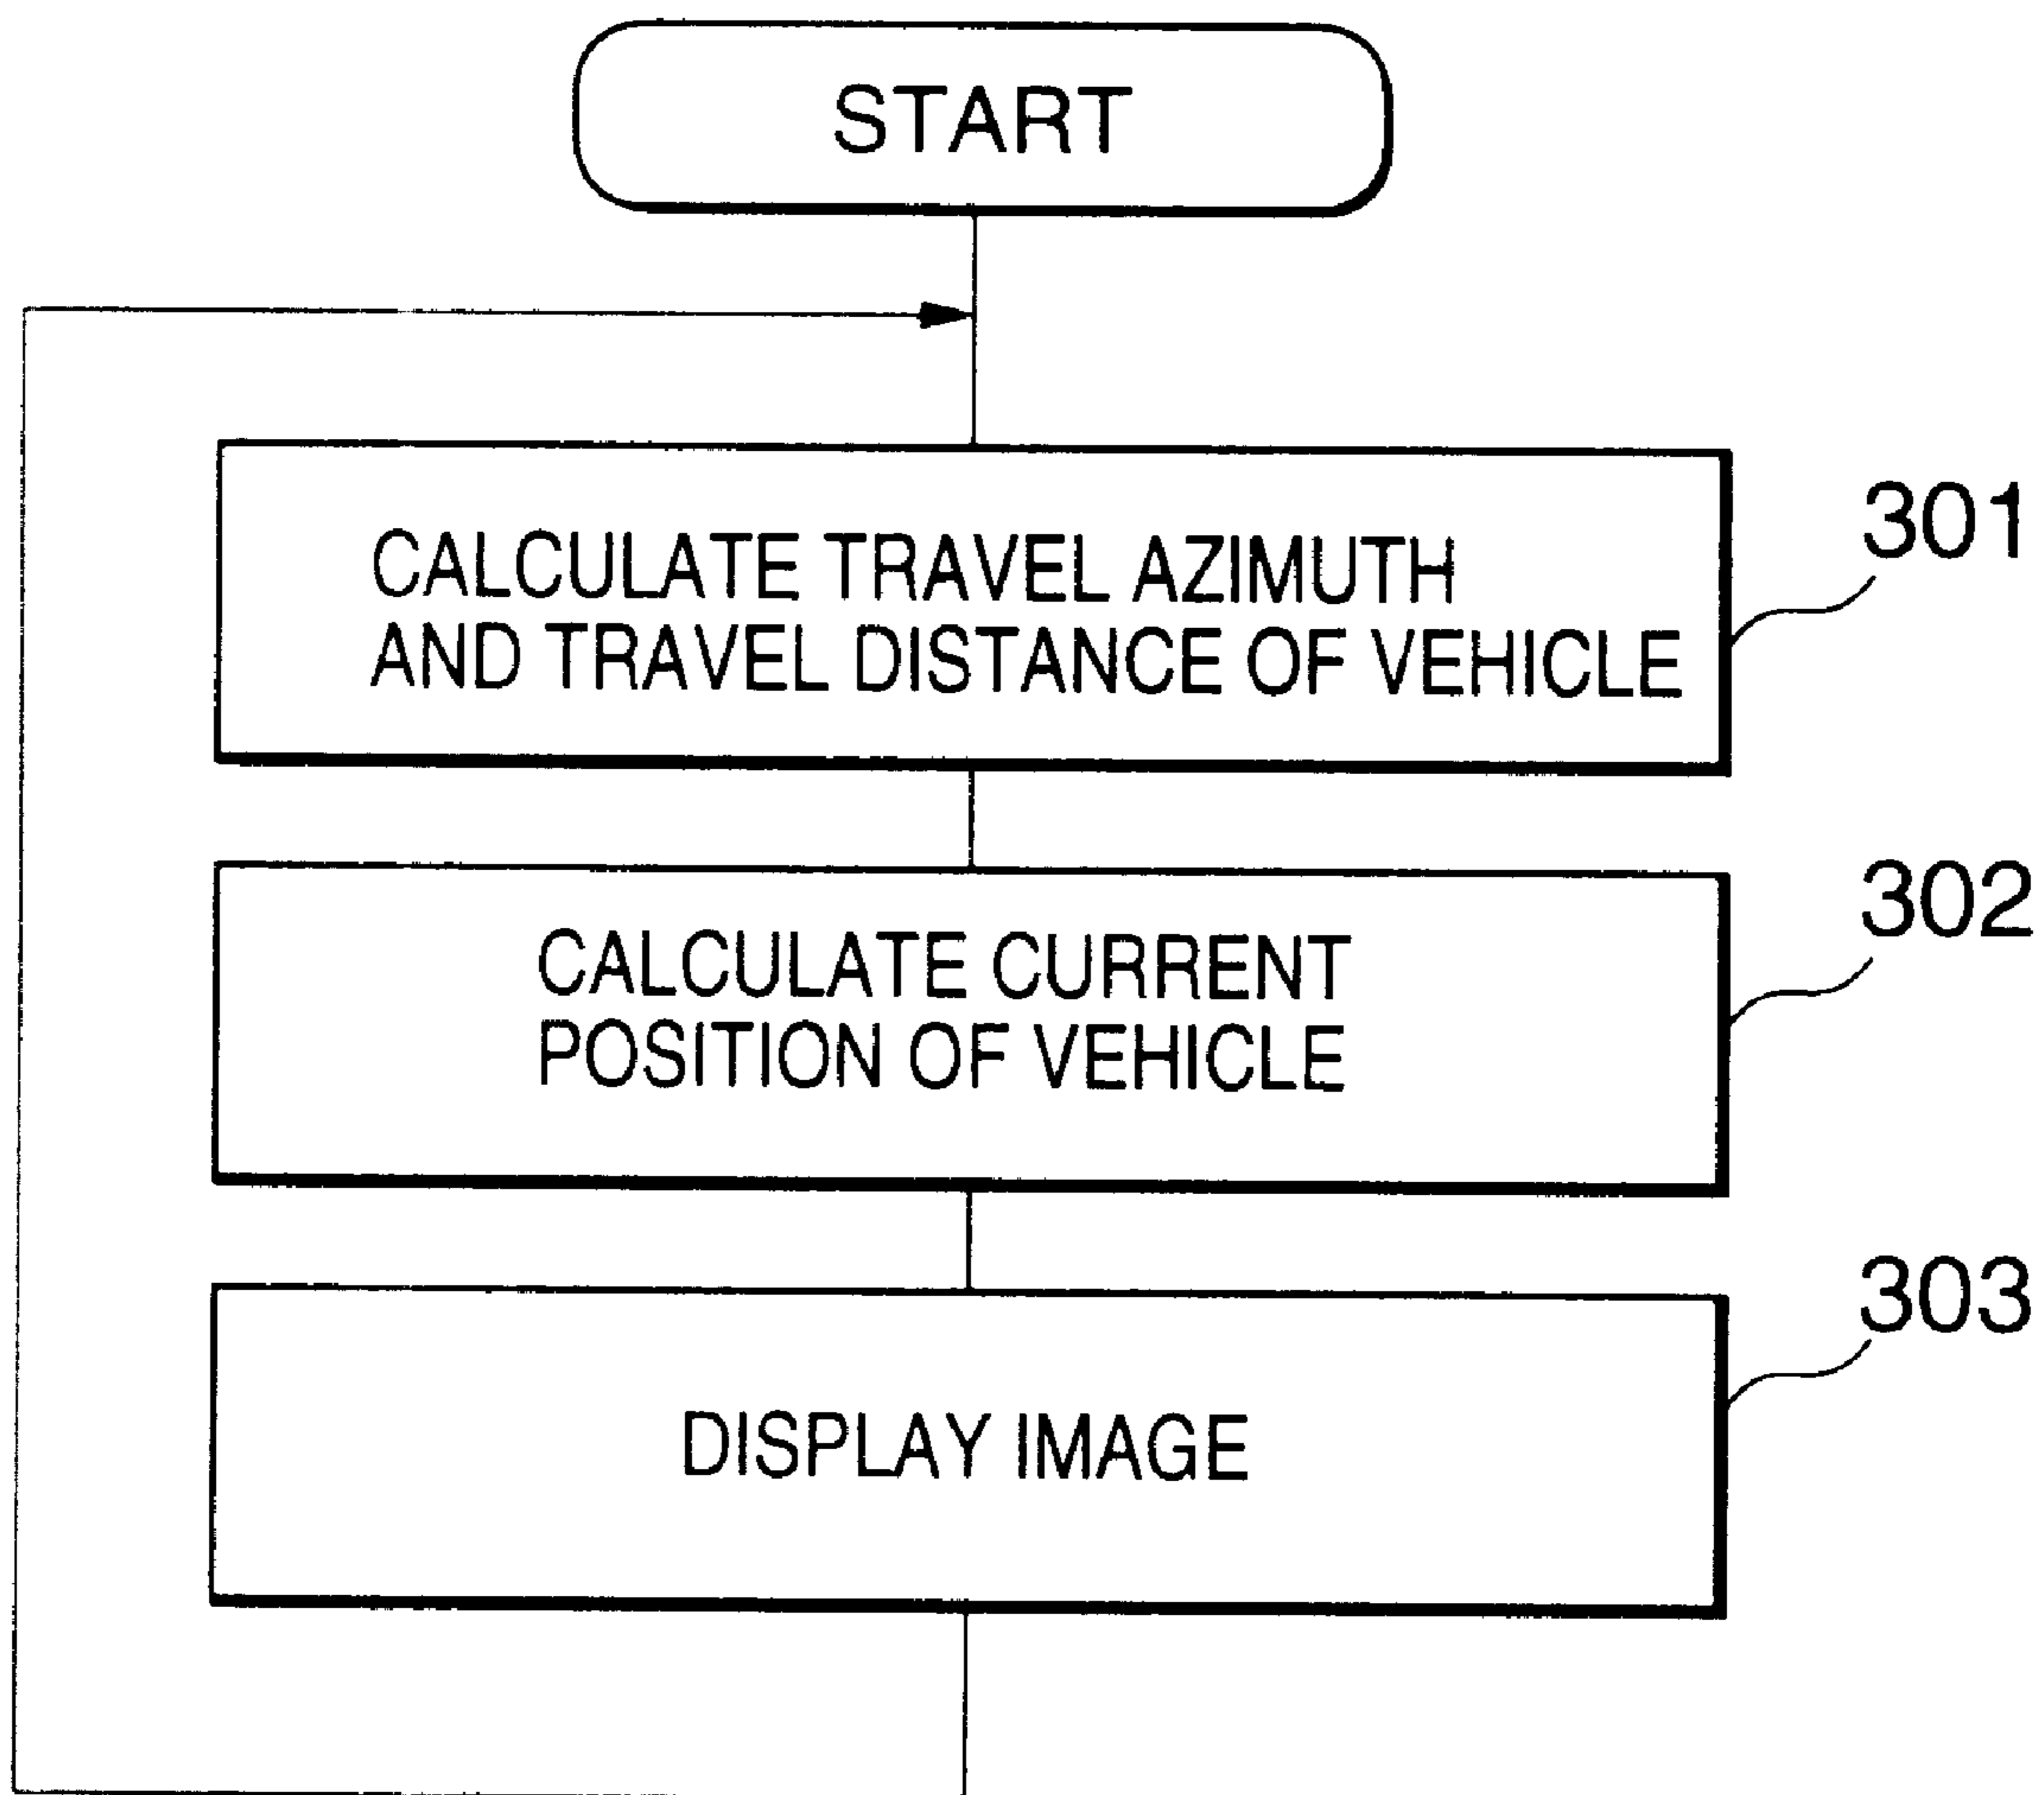 START
CALCULATE TRAVEL AZIMUTH
AND TRAVEL DISTANCE OF VEHICLE
301
CALCULATE CURRENT
POSITION OF VEHICLE
302
DISPLAY IMAGE
303